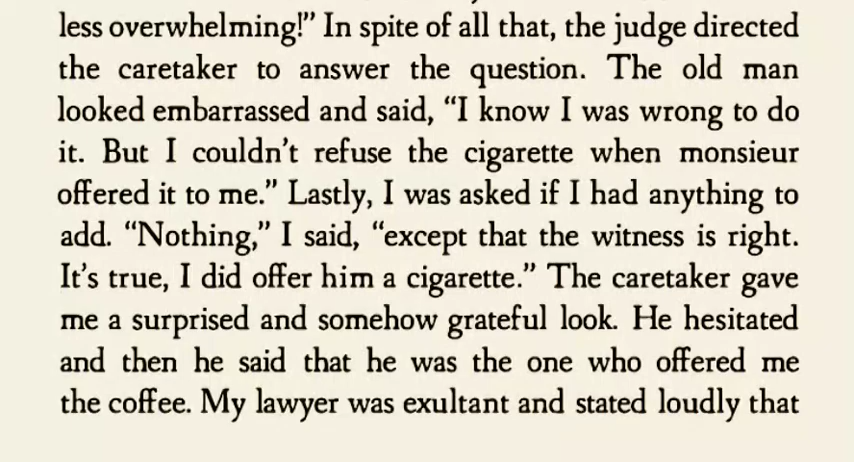 less overwhelming!” In spite of all that, the judge directed
the caretaker to answer the question. The old man
looked embarrassed and said, “I know I was wrong to do
it. But I couldn’t refuse the cigarette when monsieur
offered it to me.” Lastly, I was asked if I had anything to
add. “Nothing,” I said, “except that the witness is right.
It’s true, I did offer him a cigarette.” The caretaker gave
me a surprised and somehow grateful look. He hesitated
and then he said that he was the one who offered me
the coffee. My lawyer was exultant and stated loudly that